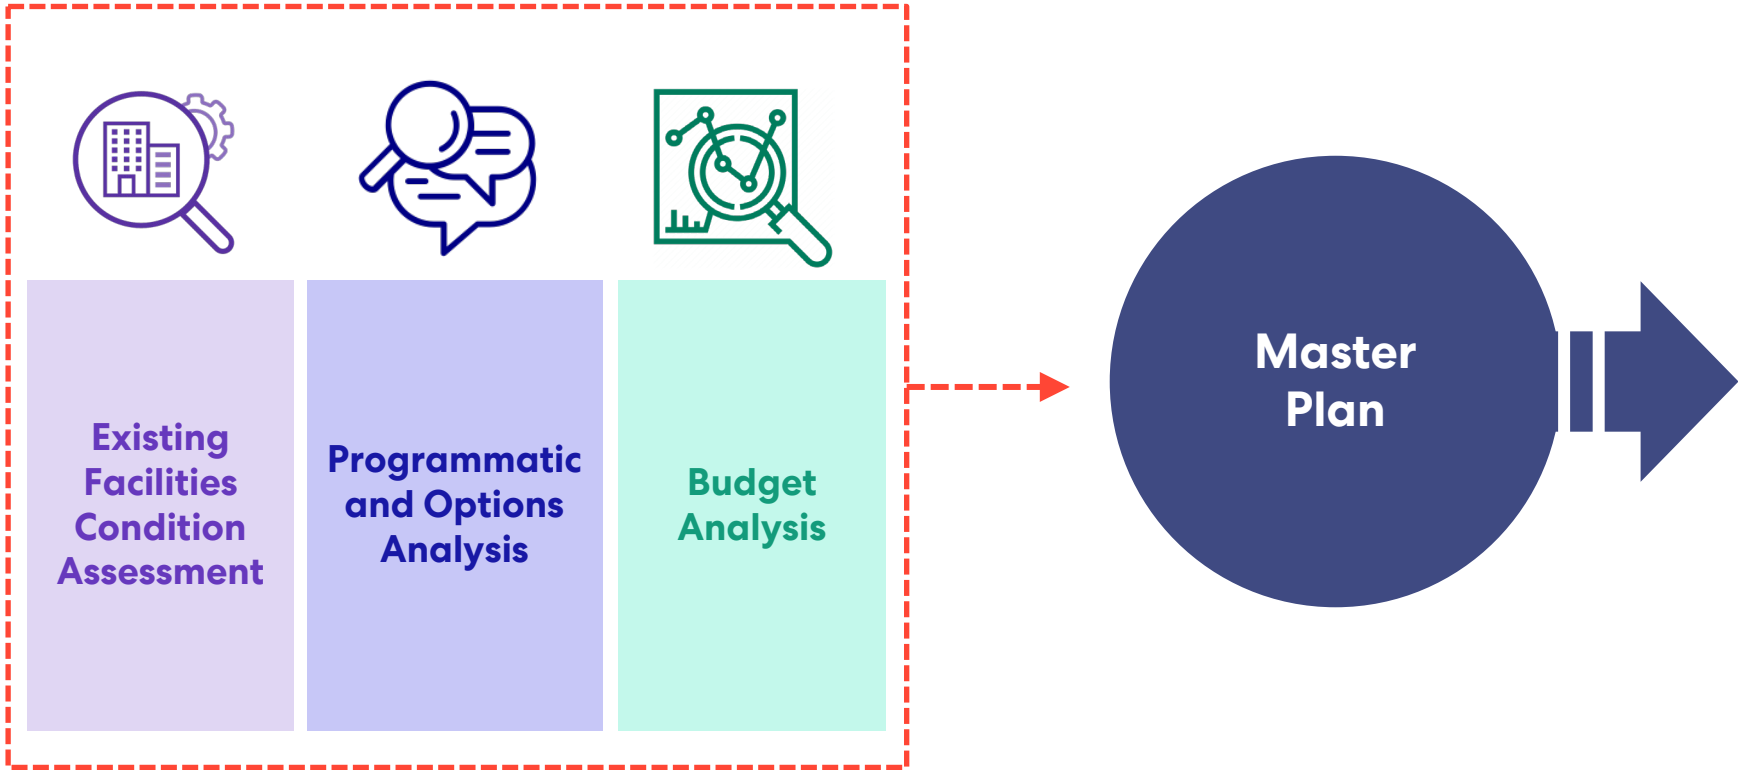 Existing
Facilities
Condition
Assessment
Programmatic
and Options
Analysis
Budget
Analysis
Master
Plan